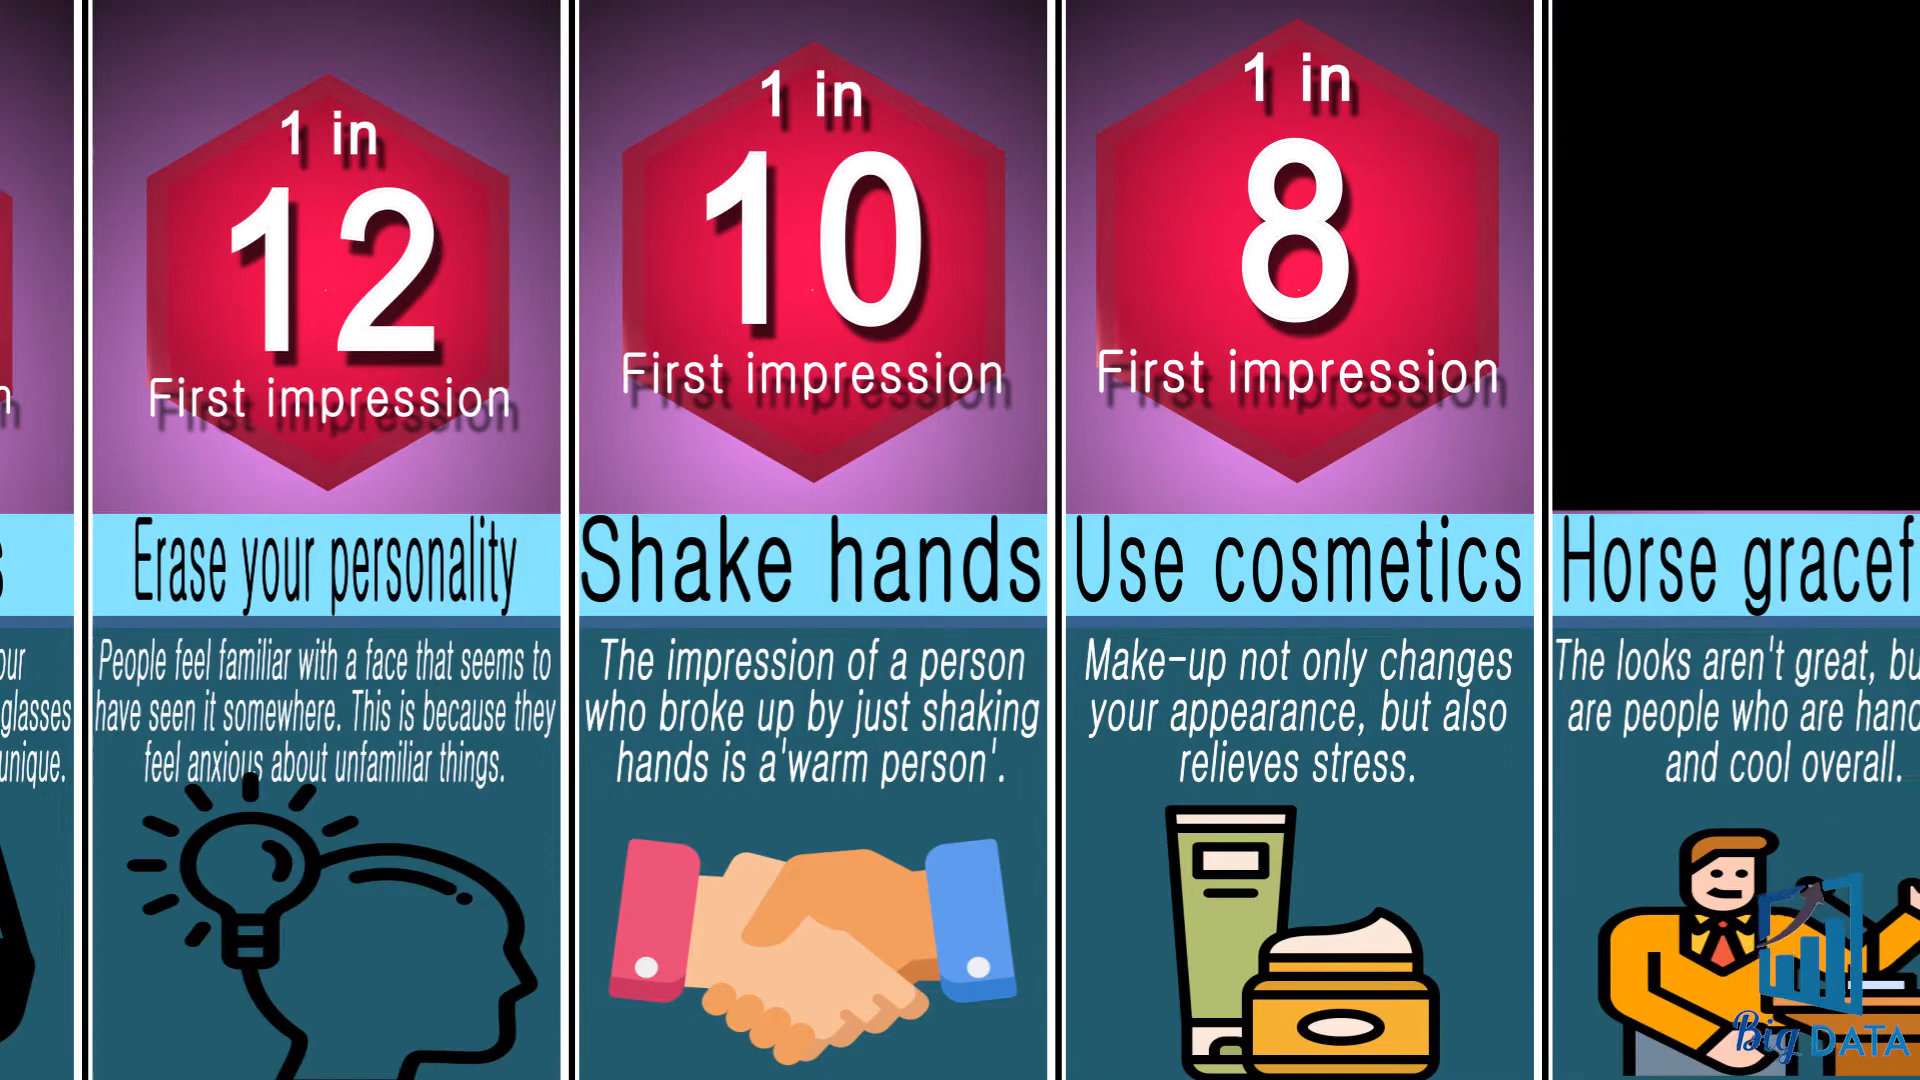 1 in
12
First impression
Erase your personality
People feel familiar with a face that seems to
have seen it somewhere. This is because they
feel anxious about unfamiliar things.
1 in
10
First impression
Shake hands
The impression of a person
who broke up by just shaking
hands is a'warm person'.
1 in
8
First impression
Use cosmetics
Make-up not only changes
your appearance, but also
relieves stress.
Horse
The looks aren't great,
are people who are
and cool overall.
glasses
unique.
Big DATA